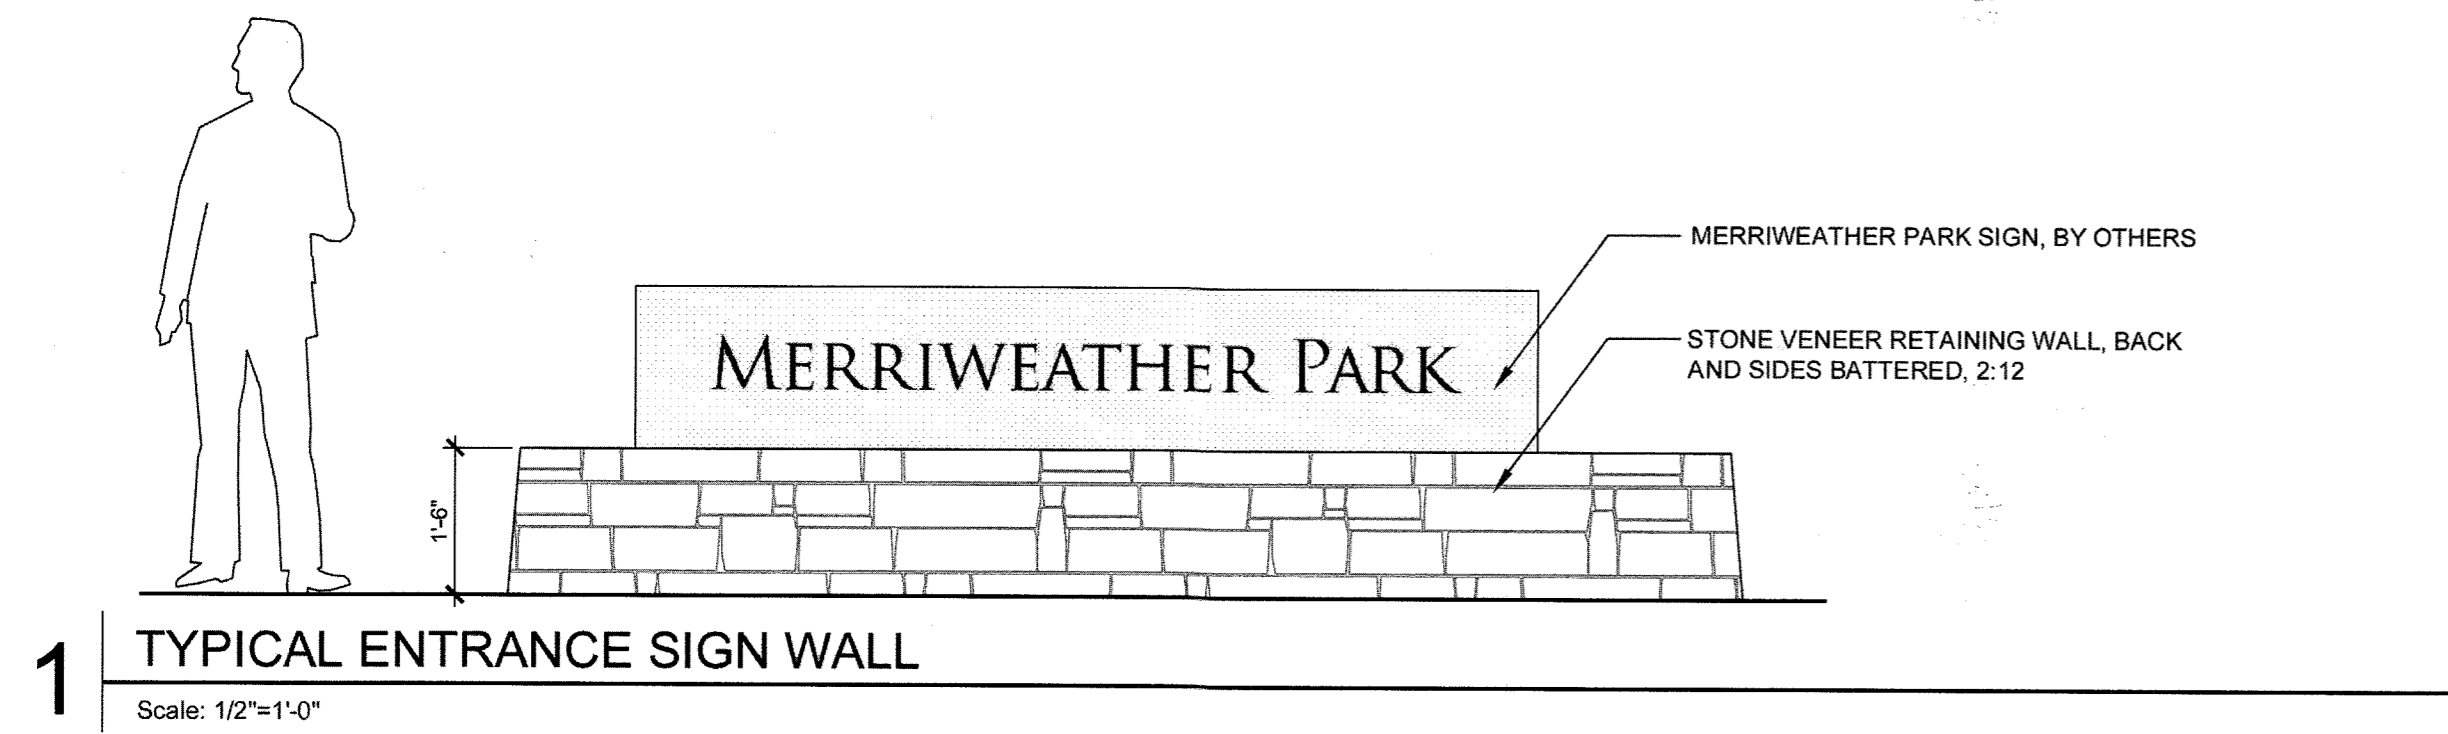 MERRIWEATHER PARK SIGN, BY OTHERS
MERRIWEATHER PARK
STONE VENEER RETAINING WALL, BACK
AND SIDES BATTERED, 2:12
1'-6"
1
TYPICAL ENTRANCE SIGN WALL
Scale: 1/2"=1'-0"